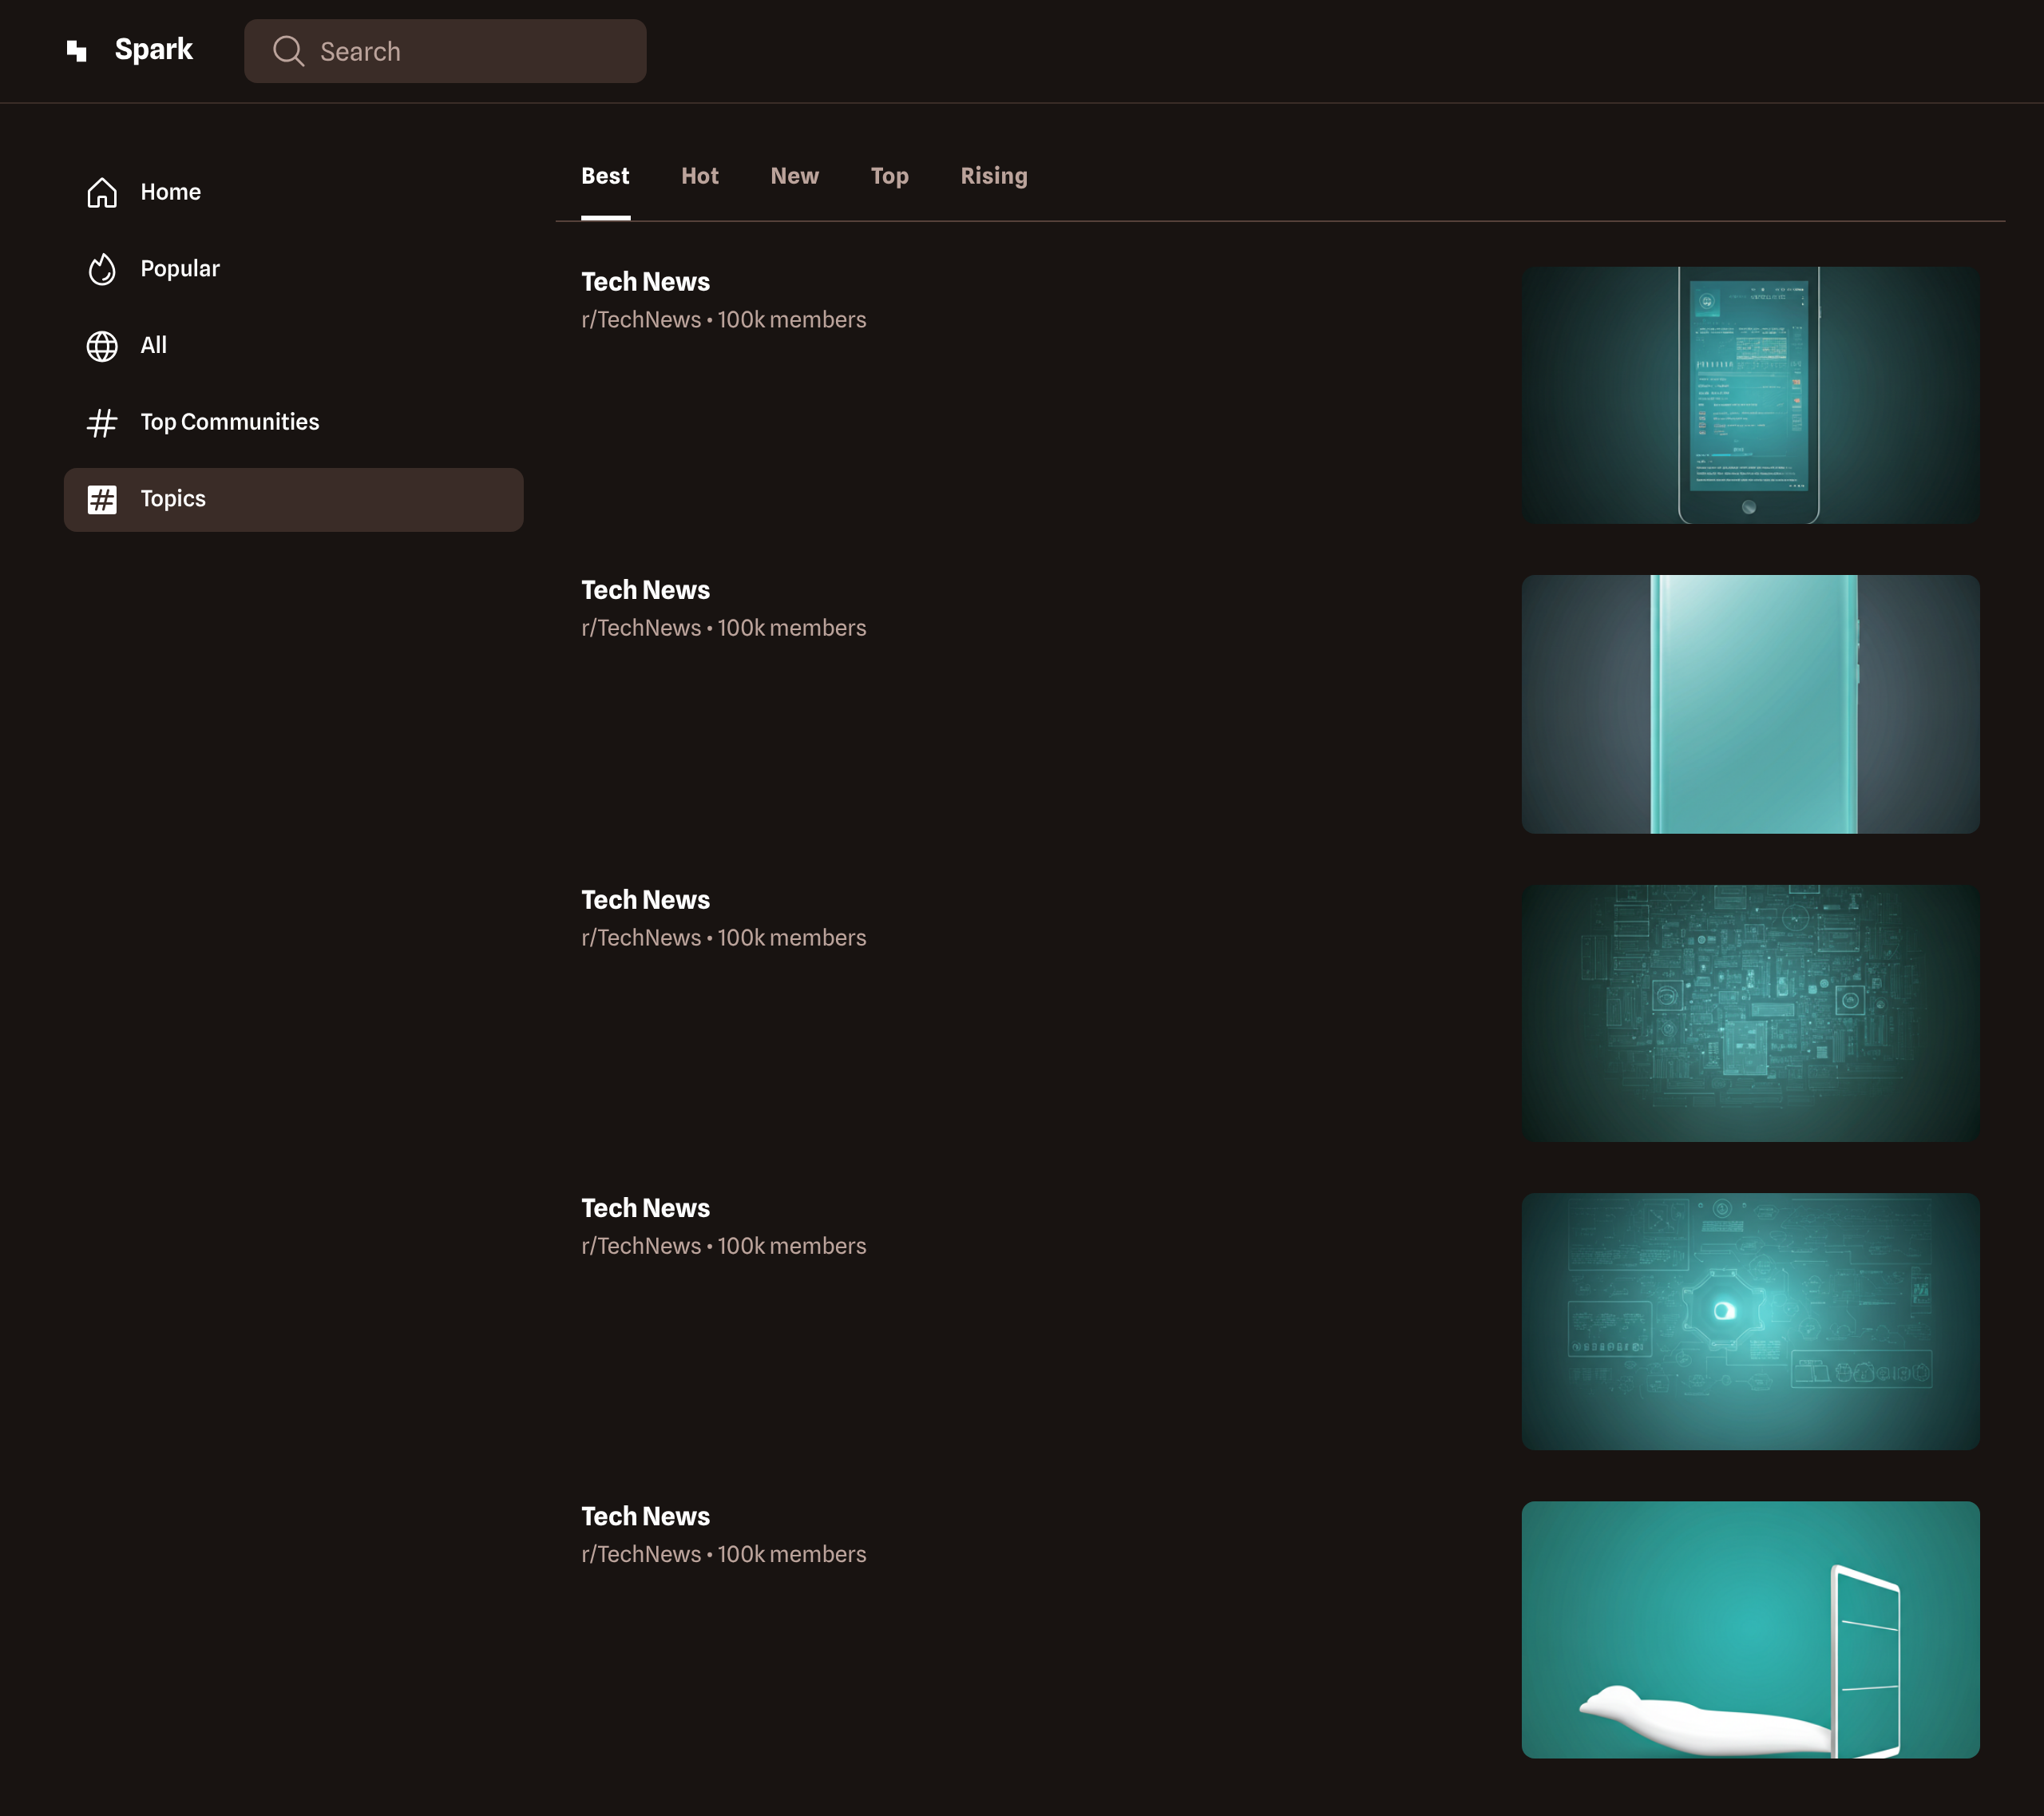 Spark
Search
Home
Popular
All
Top Communities
Topics
Best Hot New Top Rising
Tech News
r/TechNews • 100k members
Tech News
r/TechNews • 100k members
Tech News
r/TechNews • 100k members
Tech News
r/TechNews • 100k members
Tech News
r/TechNews • 100k members